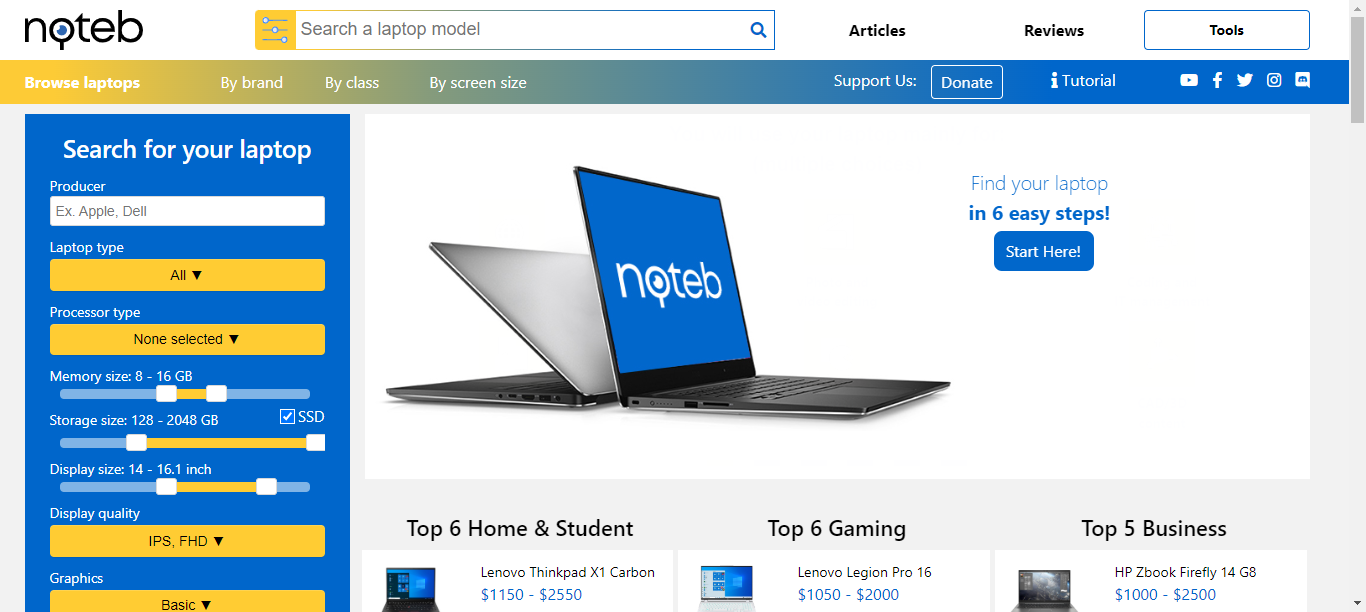 noteb
Search a laptop model
Articles
Reviews
Tools
Browse laptops
By brand
By class
By screen size
Support Us:
Donate
Tutorial
Search for your laptop
Producer
Ex. Apple, Dell
Laptop type
All ▼
Processor type
None selected ▼
Memory size: 8 - 16 GB
Storage size: 128 - 2048 GB
SSD
Display size: 14 - 16.1 inch
Display quality
IPS, FHD ▼
Graphics
Basic ▼
noteb
Find your laptop
in 6 easy steps!
Start Here!
Top 6 Home & Student
Lenovo Thinkpad X1 Carbon
$1150 - $2550
Top 6 Gaming
Lenovo Legion Pro 16
$1050 - $2000
Top 5 Business
HP Zbook Firefly 14 G8
$1000 - $2500